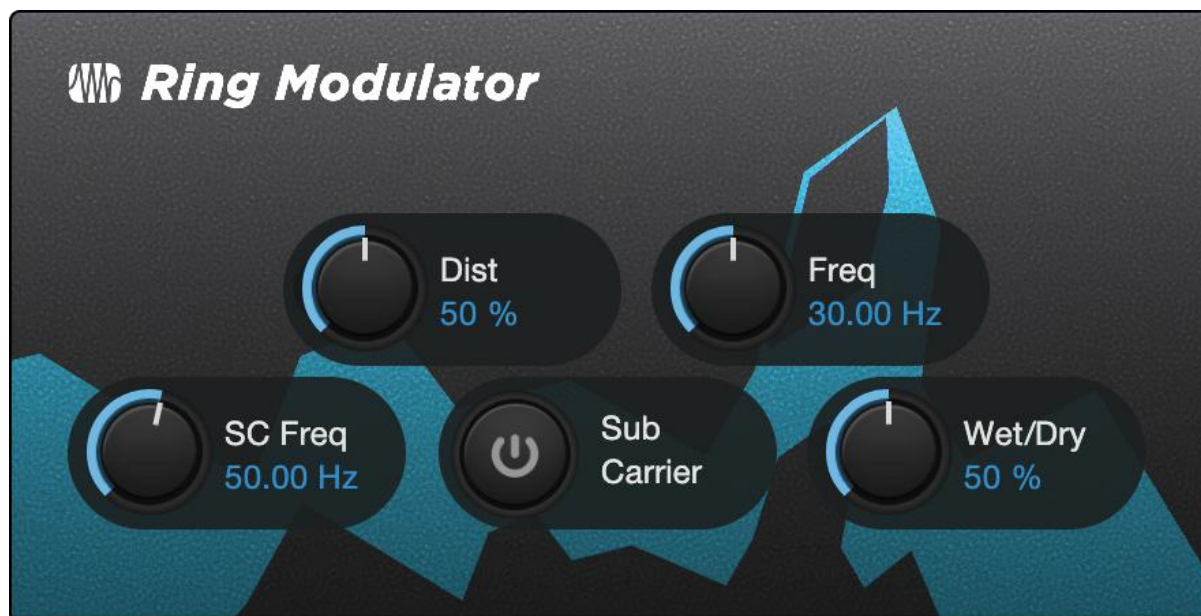 Ring Modulator
Dist
50 %
Freq
30.00 Hz
SC Freq
50.00 Hz
Sub
Carrier
Wet/Dry
50 %